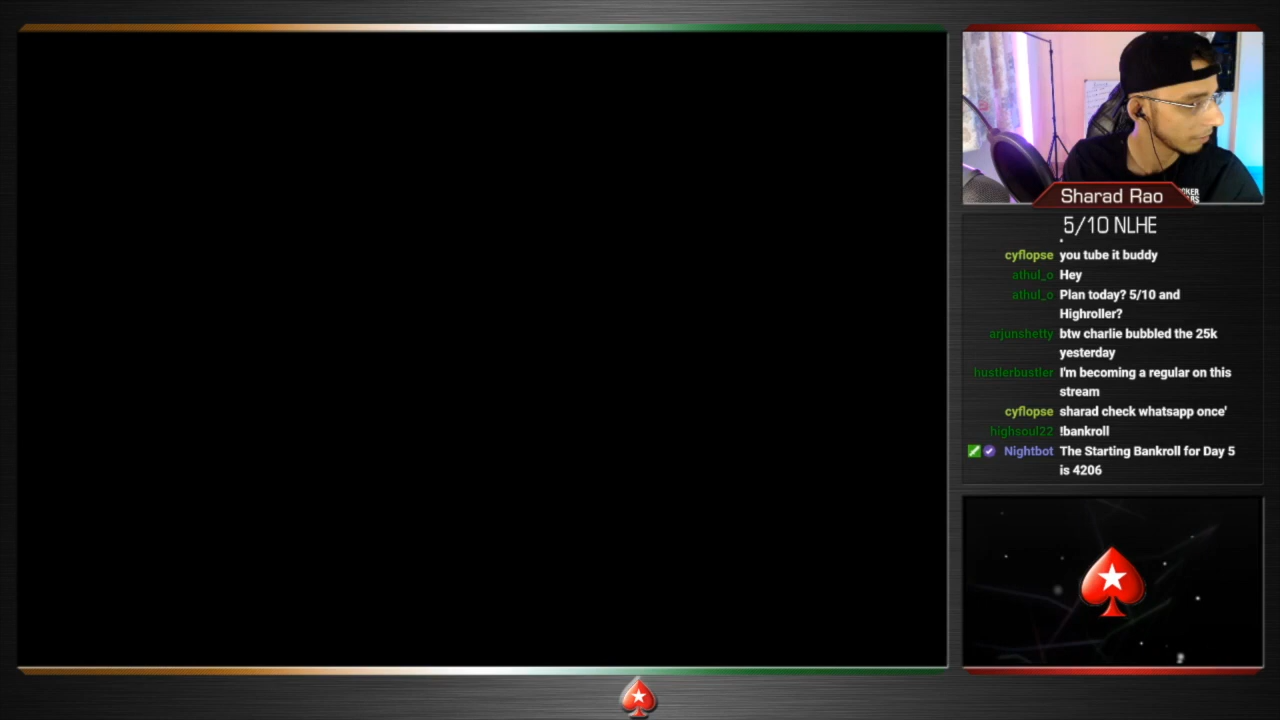 OKER
RS
Sharad Rao
5/10 NLHE
cyflopse you tube it buddy
athul_o Hey
athul_o Plan today? 5/10 and
Highroller?
arjunshetty btw charlie bubbled the 25k
yesterday
hustlerbustler I'm becoming a regular on this
stream
cyflopse sharad check whatsapp once'
highsoul22 !bankroll
Nightbot The Starting Bankroll for Day 5
is 4206